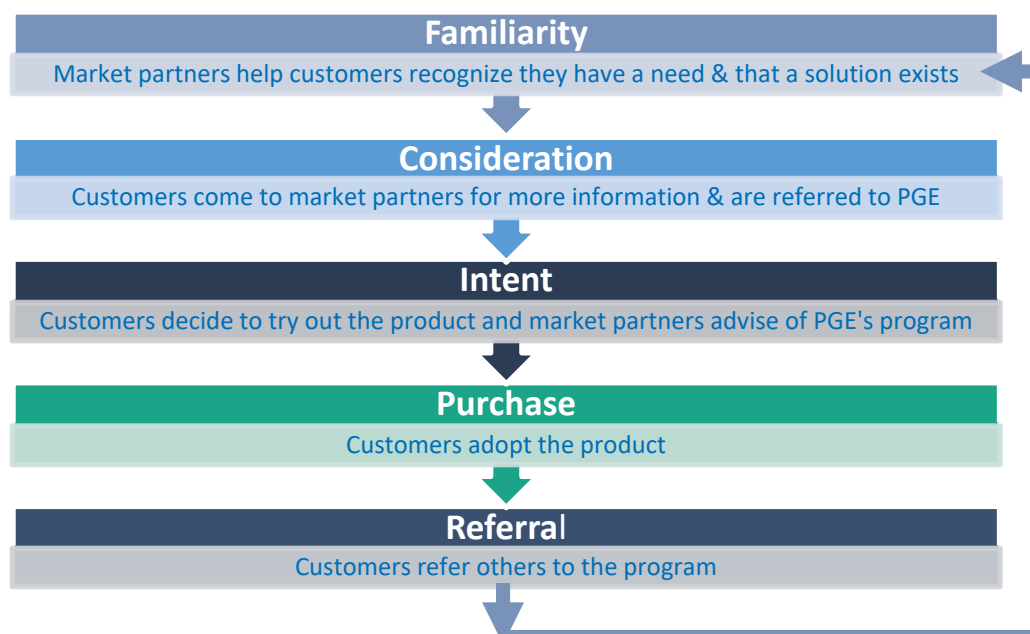 Familiarity
Market partners help customers recognize they have a need & that a solution exists
Consideration
Customers come to market partners for more information & are referred to PGE
Intent
Customers decide to try out the product and market partners advise of PGE's program
Purchase
Customers adopt the product
Referral
Customers refer others to the program